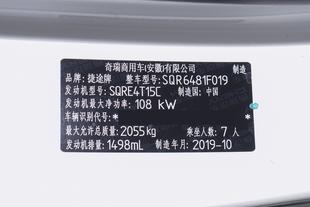 奇瑞商用车(安徽)有限公司 制造
品牌：捷途牌 整车型号：SQR6481F019
发动机型号：SQRE4T15C 制造国：中国
发动机最大净功率：108 kW
车辆识别代号：*
*
最大允许总质量：2055kg 乘坐人数：7 人
发动机排量：1498mL 制造年月：2019-10